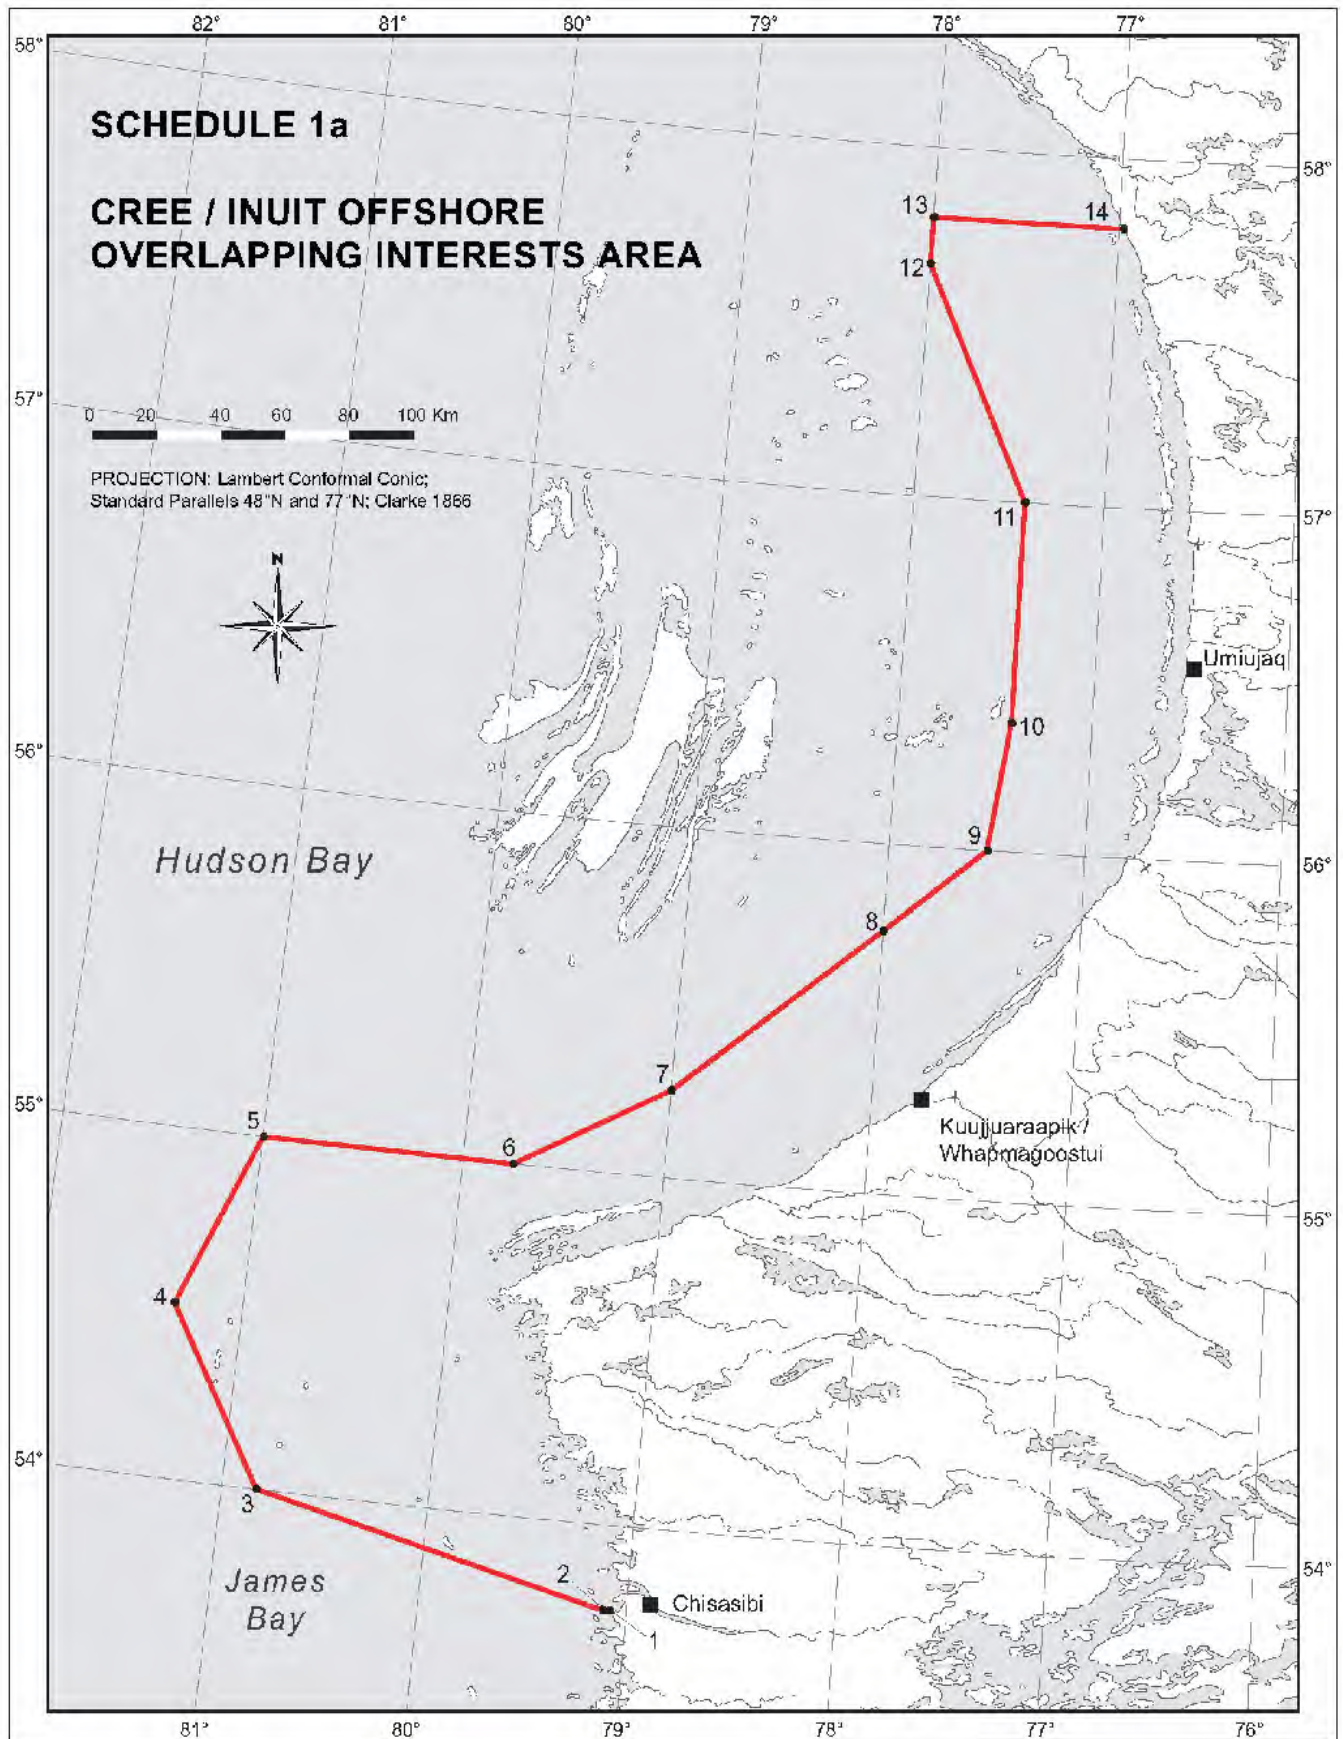 82° 81° 80° 79° 78° 77°
58°
SCHEDULE 1a
CREE / INUIT OFFSHORE
OVERLAPPING INTERESTS AREA
58°
13 14
12
57°
0 20 40 60 80 100 Km
PROJECTION: Lambert Conformal Conic;
Standard Parallels 48°N and 77°N; Clarke 1866
11
57°
N
Umiujaq
10
56°
9
Hudson Bay
56°
8
7
55°
5
6
Kuujjuaraapik /
Whapmagoostui
55°
4
54°
3
54°
James
Bay
2
Chisasibi
1
81° 80° 79° 78° 77° 76°